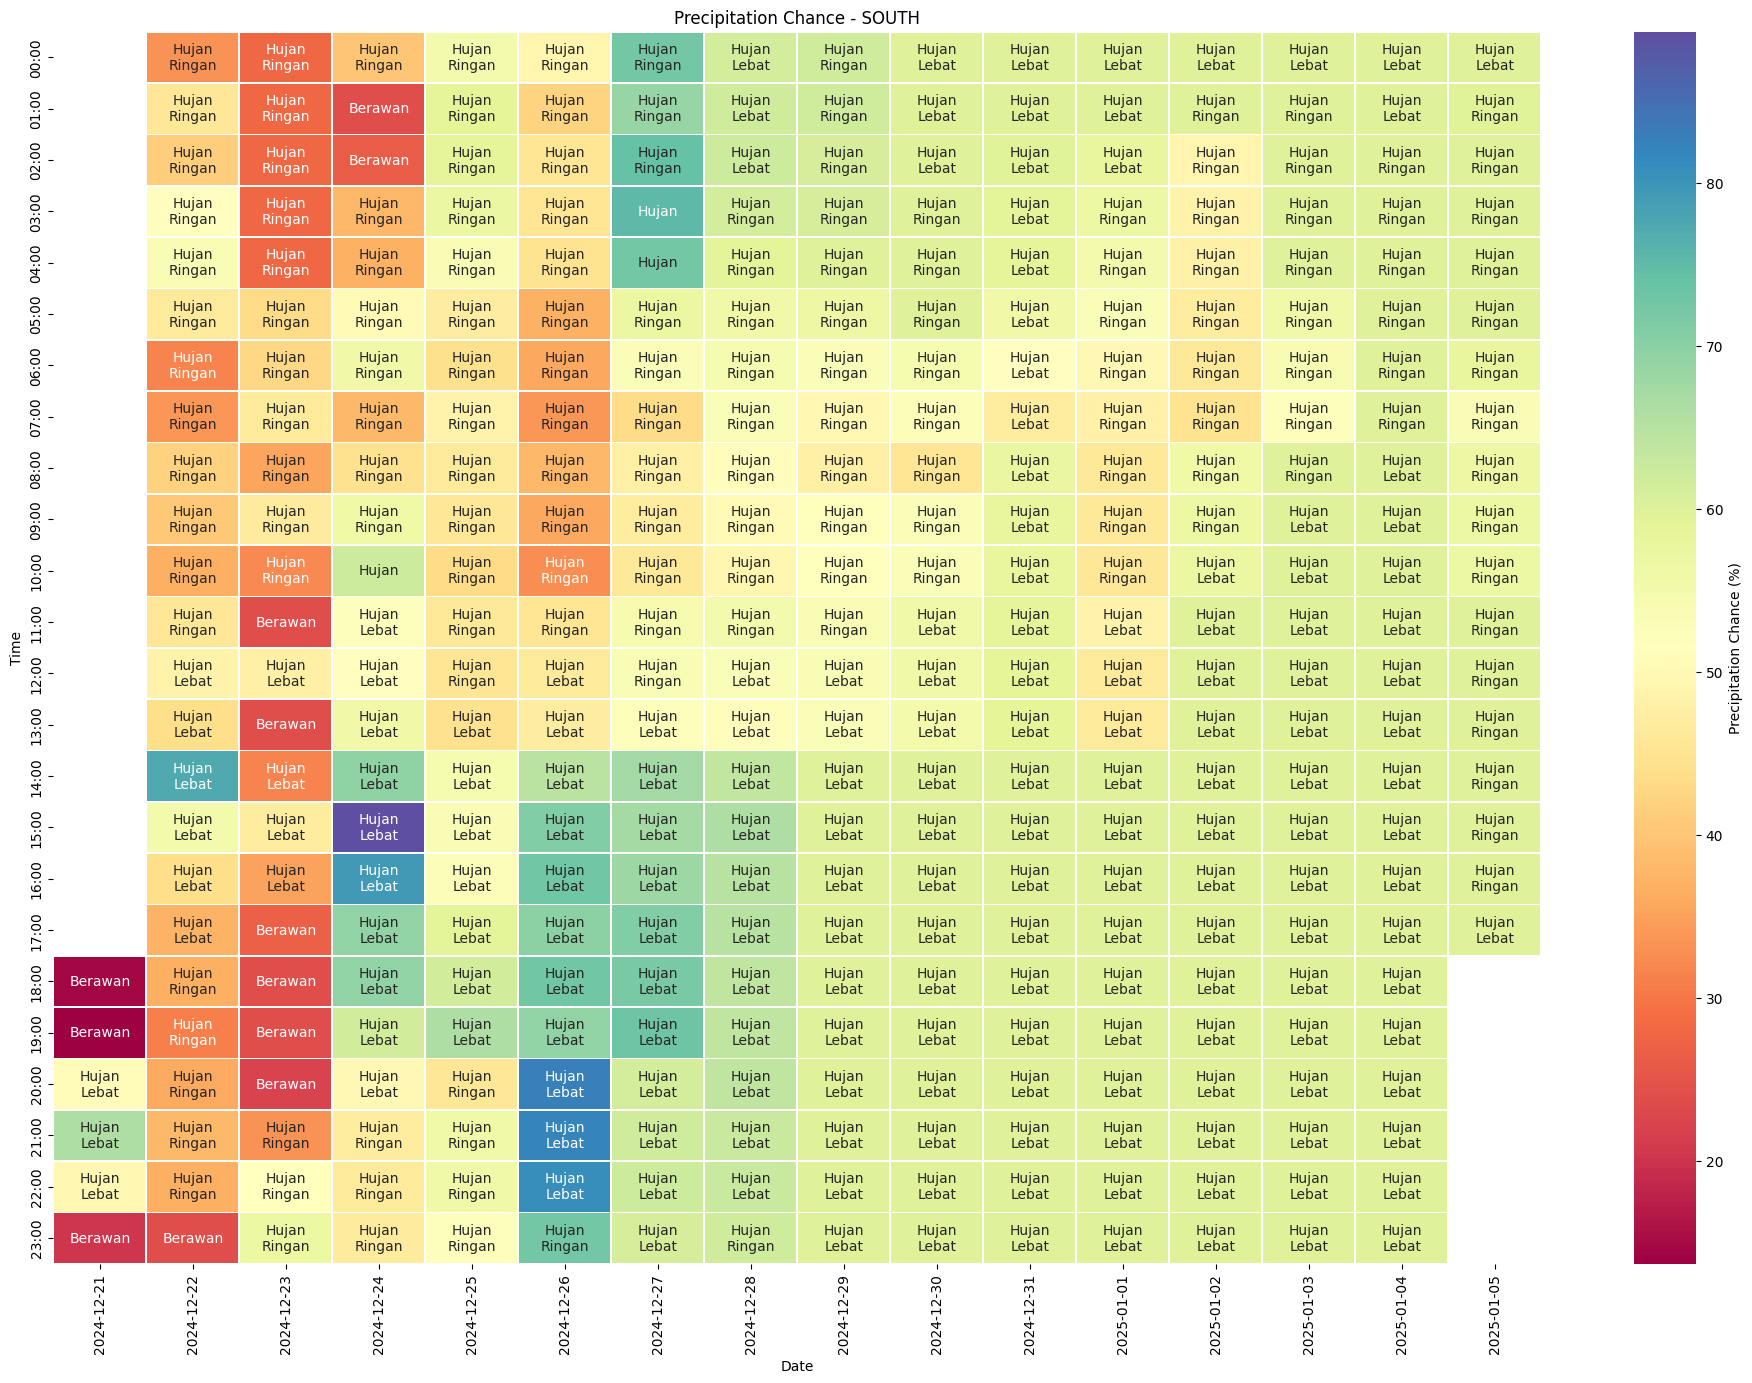 Precipitation Chance - SOUTH
00:00 Hujan Ringan Hujan Ringan Hujan Ringan Hujan Ringan Hujan Ringan Hujan Ringan Hujan Lebat Hujan Ringan Hujan Lebat Hujan Lebat Hujan Lebat Hujan Lebat Hujan Lebat Hujan Lebat Hujan Lebat
01:00 Hujan Ringan Hujan Ringan Berawan Hujan Ringan Hujan Ringan Hujan Ringan Hujan Lebat Hujan Ringan Hujan Lebat Hujan Lebat Hujan Lebat Hujan Ringan Hujan Ringan Hujan Lebat Hujan Ringan
02:00 Hujan Ringan Hujan Ringan Berawan Hujan Ringan Hujan Ringan Hujan Ringan Hujan Lebat Hujan Ringan Hujan Lebat Hujan Lebat Hujan Lebat Hujan Ringan Hujan Ringan Hujan Ringan Hujan Ringan
03:00 Hujan Ringan Hujan Ringan Hujan Ringan Hujan Ringan Hujan Ringan Hujan Hujan Ringan Hujan Ringan Hujan Ringan Hujan Lebat Hujan Ringan Hujan Ringan Hujan Ringan Hujan Ringan Hujan Ringan
04:00 Hujan Ringan Hujan Ringan Hujan Ringan Hujan Ringan Hujan Ringan Hujan Hujan Ringan Hujan Ringan Hujan Ringan Hujan Lebat Hujan Ringan Hujan Ringan Hujan Ringan Hujan Ringan Hujan Ringan
05:00 Hujan Ringan Hujan Ringan Hujan Ringan Hujan Ringan Hujan Ringan Hujan Ringan Hujan Ringan Hujan Ringan Hujan Ringan Hujan Lebat Hujan Ringan Hujan Ringan Hujan Ringan Hujan Ringan Hujan Ringan
06:00 Hujan Ringan Hujan Ringan Hujan Ringan Hujan Ringan Hujan Ringan Hujan Ringan Hujan Ringan Hujan Ringan Hujan Ringan Hujan Lebat Hujan Ringan Hujan Ringan Hujan Ringan Hujan Ringan Hujan Ringan
07:00 Hujan Ringan Hujan Ringan Hujan Ringan Hujan Ringan Hujan Ringan Hujan Ringan Hujan Ringan Hujan Ringan Hujan Ringan Hujan Lebat Hujan Ringan Hujan Ringan Hujan Ringan Hujan Ringan Hujan Ringan
08:00 Hujan Ringan Hujan Ringan Hujan Ringan Hujan Ringan Hujan Ringan Hujan Ringan Hujan Ringan Hujan Ringan Hujan Ringan Hujan Lebat Hujan Ringan Hujan Ringan Hujan Ringan Hujan Lebat Hujan Ringan
09:00 Hujan Ringan Hujan Ringan Hujan Ringan Hujan Ringan Hujan Ringan Hujan Ringan Hujan Ringan Hujan Ringan Hujan Ringan Hujan Lebat Hujan Ringan Hujan Ringan Hujan Lebat Hujan Lebat Hujan Ringan
10:00 Hujan Ringan Hujan Ringan Hujan Hujan Ringan Hujan Ringan Hujan Ringan Hujan Ringan Hujan Ringan Hujan Ringan Hujan Lebat Hujan Ringan Hujan Lebat Hujan Lebat Hujan Lebat Hujan Ringan
11:00 Hujan Ringan Berawan Hujan Lebat Hujan Ringan Hujan Ringan Hujan Ringan Hujan Ringan Hujan Ringan Hujan Lebat Hujan Lebat Hujan Lebat Hujan Lebat Hujan Lebat Hujan Lebat Hujan Ringan
12:00 Hujan Lebat Hujan Lebat Hujan Lebat Hujan Ringan Hujan Lebat Hujan Ringan Hujan Lebat Hujan Lebat Hujan Lebat Hujan Lebat Hujan Lebat Hujan Lebat Hujan Lebat Hujan Lebat Hujan Ringan
13:00 Hujan Lebat Berawan Hujan Lebat Hujan Lebat Hujan Lebat Hujan Lebat Hujan Lebat Hujan Lebat Hujan Lebat Hujan Lebat Hujan Lebat Hujan Lebat Hujan Lebat Hujan Lebat Hujan Ringan
14:00 Hujan Lebat Hujan Lebat Hujan Lebat Hujan Lebat Hujan Lebat Hujan Lebat Hujan Lebat Hujan Lebat Hujan Lebat Hujan Lebat Hujan Lebat Hujan Lebat Hujan Lebat Hujan Lebat Hujan Ringan
15:00 Hujan Lebat Hujan Lebat Hujan Lebat Hujan Lebat Hujan Lebat Hujan Lebat Hujan Lebat Hujan Lebat Hujan Lebat Hujan Lebat Hujan Lebat Hujan Lebat Hujan Lebat Hujan Lebat Hujan Ringan
16:00 Hujan Lebat Hujan Lebat Hujan Lebat Hujan Lebat Hujan Lebat Hujan Lebat Hujan Lebat Hujan Lebat Hujan Lebat Hujan Lebat Hujan Lebat Hujan Lebat Hujan Lebat Hujan Lebat Hujan Ringan
17:00 Hujan Lebat Berawan Hujan Lebat Hujan Lebat Hujan Lebat Hujan Lebat Hujan Lebat Hujan Lebat Hujan Lebat Hujan Lebat Hujan Lebat Hujan Lebat Hujan Lebat Hujan Lebat Hujan Lebat
18:00 Berawan Hujan Ringan Berawan Hujan Lebat Hujan Lebat Hujan Lebat Hujan Lebat Hujan Lebat Hujan Lebat Hujan Lebat Hujan Lebat Hujan Lebat Hujan Lebat Hujan Lebat Hujan Lebat
19:00 Berawan Hujan Ringan Berawan Hujan Lebat Hujan Lebat Hujan Lebat Hujan Lebat Hujan Lebat Hujan Lebat Hujan Lebat Hujan Lebat Hujan Lebat Hujan Lebat Hujan Lebat Hujan Lebat
20:00 Hujan Lebat Hujan Ringan Berawan Hujan Lebat Hujan Ringan Hujan Lebat Hujan Lebat Hujan Lebat Hujan Lebat Hujan Lebat Hujan Lebat Hujan Lebat Hujan Lebat Hujan Lebat Hujan Lebat
21:00 Hujan Lebat Hujan Ringan Hujan Ringan Hujan Ringan Hujan Ringan Hujan Lebat Hujan Lebat Hujan Lebat Hujan Lebat Hujan Lebat Hujan Lebat Hujan Lebat Hujan Lebat Hujan Lebat Hujan Lebat
22:00 Hujan Lebat Hujan Ringan Hujan Ringan Hujan Ringan Hujan Ringan Hujan Lebat Hujan Lebat Hujan Lebat Hujan Lebat Hujan Lebat Hujan Lebat Hujan Lebat Hujan Lebat Hujan Lebat Hujan Lebat
23:00 Berawan Berawan Hujan Ringan Hujan Ringan Hujan Ringan Hujan Ringan Hujan Lebat Hujan Ringan Hujan Lebat Hujan Lebat Hujan Lebat Hujan Lebat Hujan Lebat Hujan Lebat Hujan Lebat
Time
2024-12-21 2024-12-22 2024-12-23 2024-12-24 2024-12-25 2024-12-26 2024-12-27 2024-12-28 2024-12-29 2024-12-30 2024-12-31 2025-01-01 2025-01-02 2025-01-03 2025-01-04 2025-01-05
Date
80
70
60
50
40
30
20
Precipitation Chance (%)